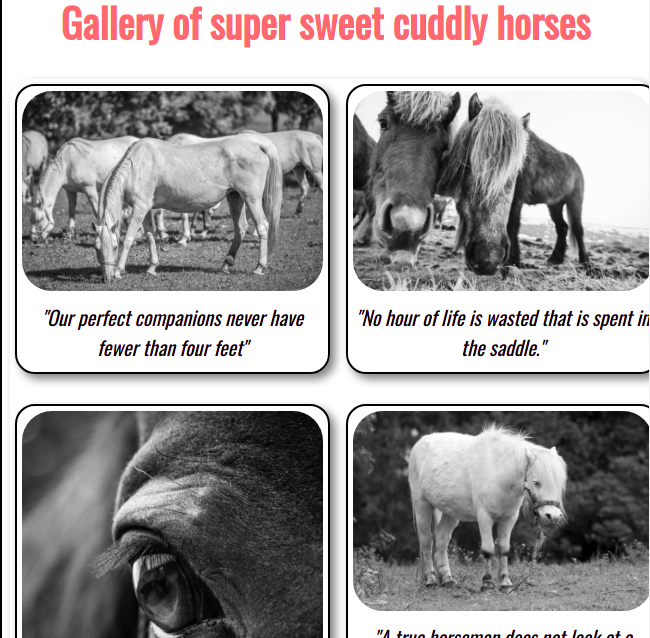 Gallery of super sweet cuddly horses
"Our perfect companions never have
fewer than four feet"
"No hour of life is wasted that is spent in
the saddle."
"A true horseman does not look at a